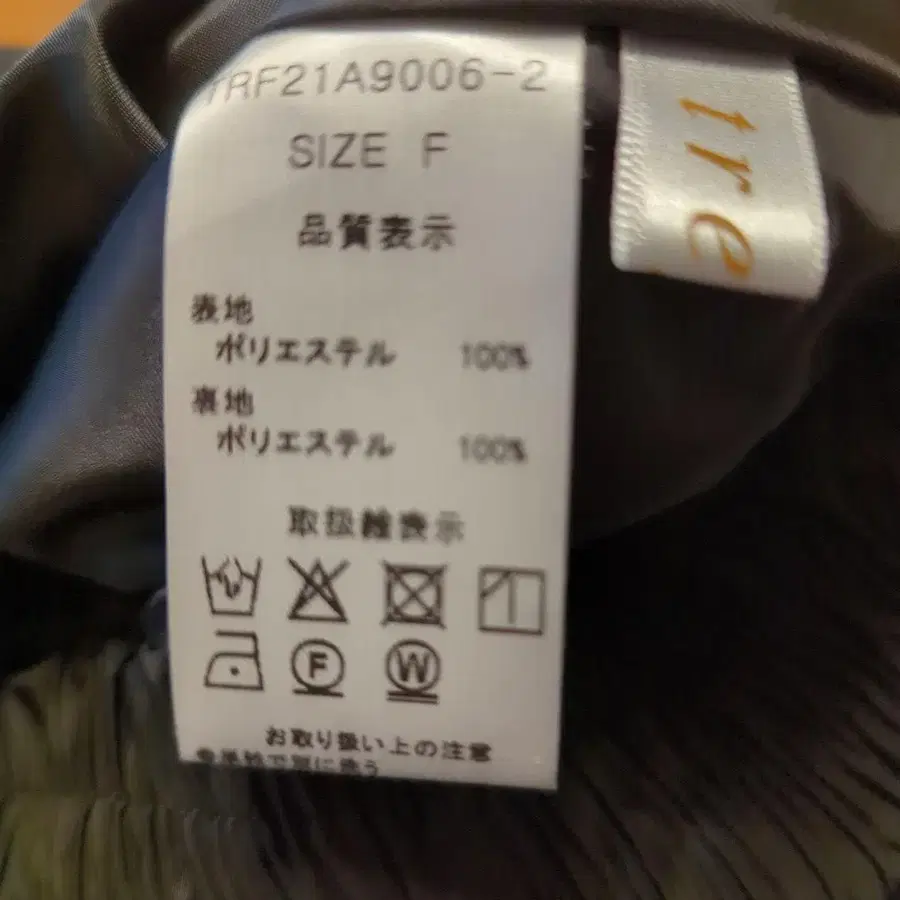 TRF21A9006-2
SIZE F
品質表示
表地
ポリエステル 100%
裏地
ポリエステル 100%
取扱絵表示
F
W
お取り扱い上の注意
tre